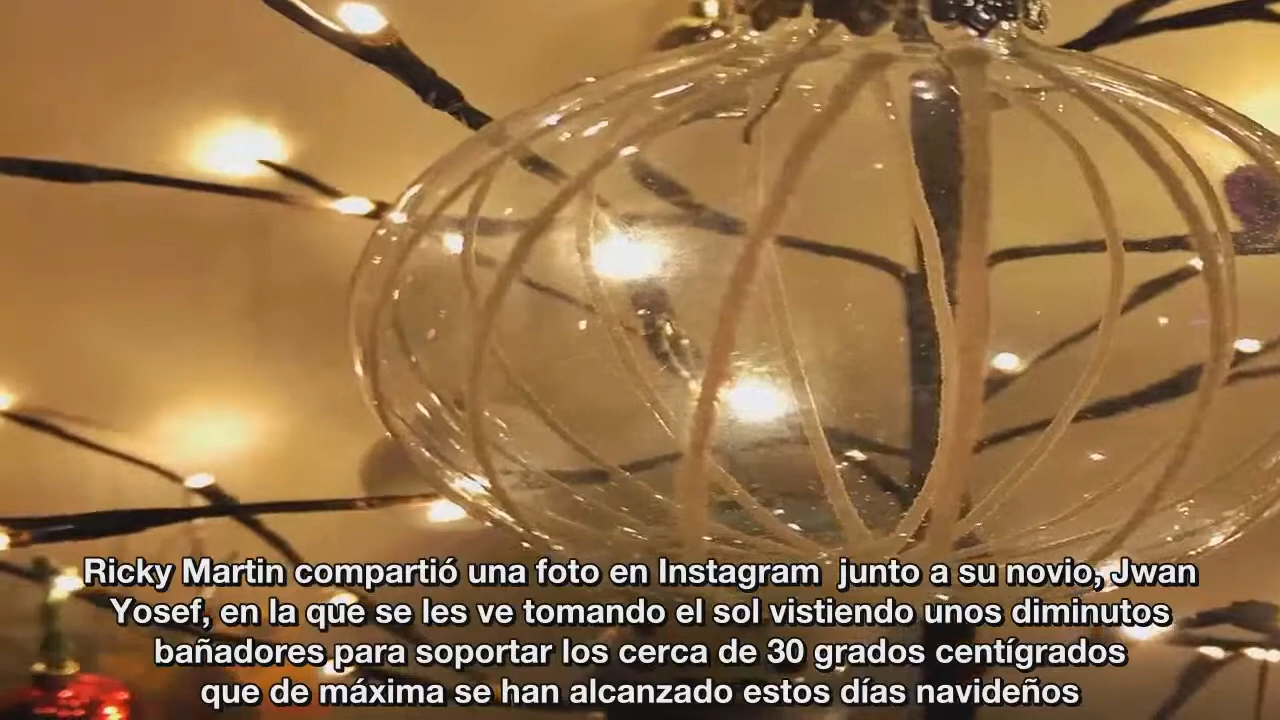 Ricky Martin compartió una foto en Instagram  junto a su novio, Jwan
Yosef, en la que se les ve tomando el sol vistiendo unos diminutos
bañadores para soportar los cerca de 30 grados centígrados
que de máxima se han alcanzado estos días navideños